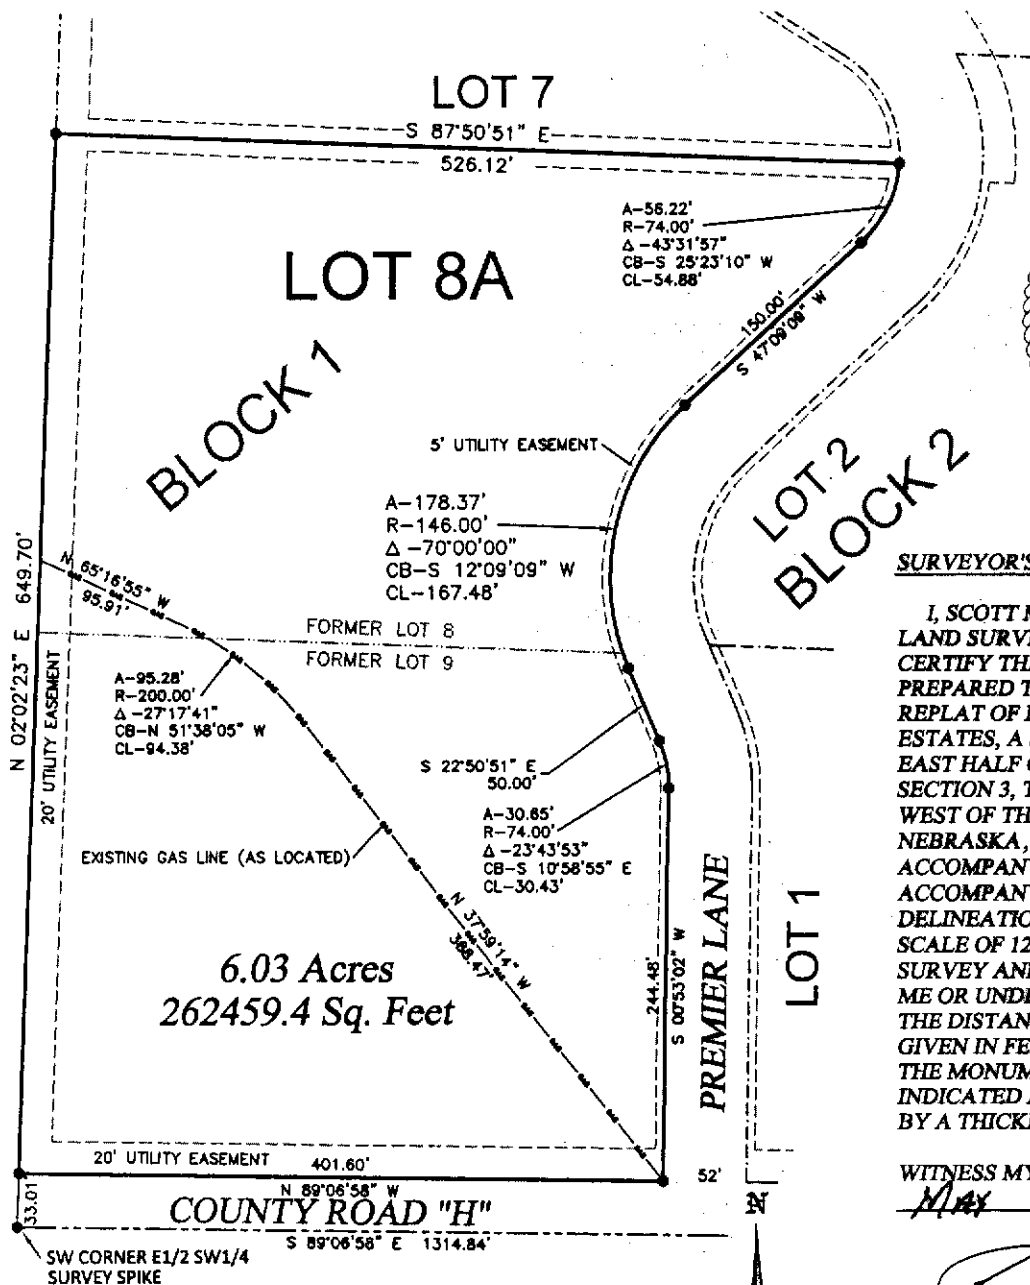 LOT 7
S 87°50'51" E
526.12'
A-56.22'
R-74.00'
Δ -43°31'57"
CB-S 25°23'10" W
CL-54.88'
LOT 8A
150.00'
S 47°09'09" W
BLOCK 1
5' UTILITY EASEMENT
LOT 2
BLOCK 2
A-178.37'
R-146.00'
Δ -70°00'00"
CB-S 12°09'09" W
CL-167.48'
N 02°02'23" E 649.70'
20' UTILITY EASEMENT
N 65°16'55" W
95.91'
FORMER LOT 8
FORMER LOT 9
A-95.28'
R-200.00'
Δ -27°17'41"
CB-N 51°38'05" W
CL-94.38'
S 22°50'51" E
50.00'
A-30.65'
R-74.00'
Δ -23°43'53"
CB-S 10°58'55" E
CL-30.43'
EXISTING GAS LINE (AS LOCATED)
N 37°59'14" W
388.47'
6.03 Acres
262459.4 Sq. Feet
244.48'
S 00°53'02" W
PREMIER LANE
LOT 1
20' UTILITY EASEMENT
401.60'
N 89°06'58" W
52'
33.01'
COUNTY ROAD "H"
S 89°06'58" E 1314.84'
SW CORNER E1/2 SW1/4
SURVEY SPIKE
N
SURVEYOR'S
I, SCOTT
LAND SURV
CERTIFY TH
PREPARED T
REPLAT OF
ESTATES, A
EAST HALF
SECTION 3, T
WEST OF TH
NEBRASKA,
ACCOMPAN
ACCOMPAN
DELINEATIO
SCALE OF 12
SURVEY AN
ME OR UND
THE DISTAN
GIVEN IN FE
THE MONUM
INDICATED
BY A THICK
WITNESS MY
MAY